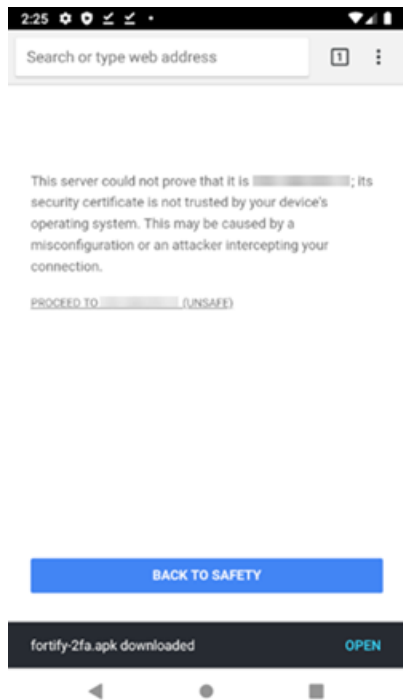 2:25
Search or type web address
1
This server could not prove that it is ; its
security certificate is not trusted by your device's
operating system. This may be caused by a
misconfiguration or an attacker intercepting your
connection.
PROCEED TO (UNSAFE)
BACK TO SAFETY
fortify-2fa.apk downloaded OPEN